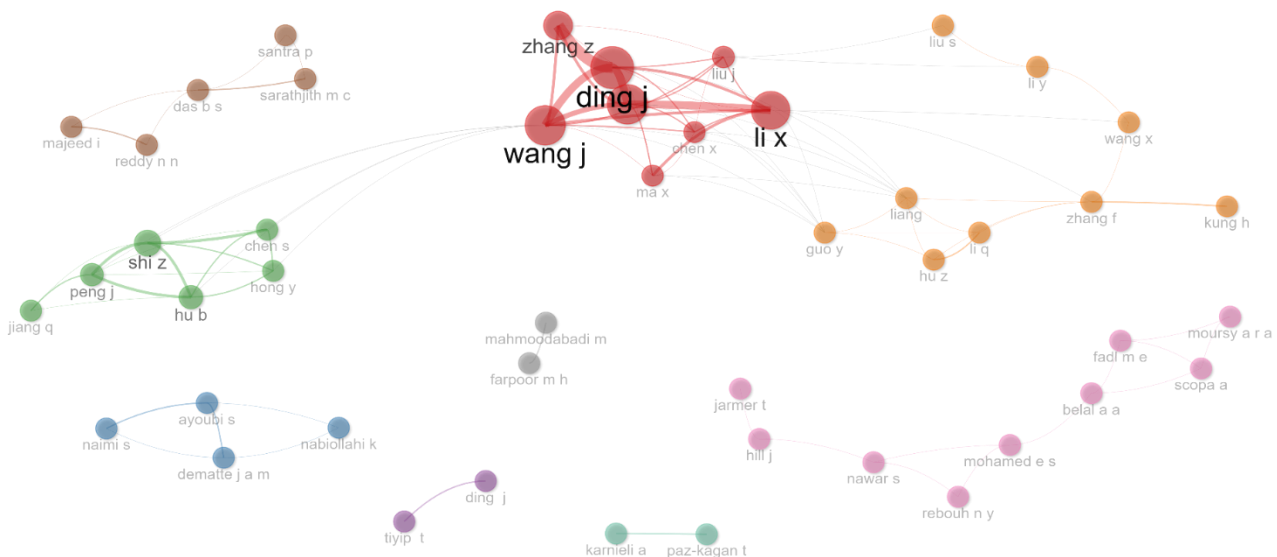 santra p
das b s
sarathjith m c
majeed i
reddy n n
zhang z
ding j
wang j
liu j
li x
chen x
ma x
liu s
li y
wang x
liang
zhang f
kung h
guo y
li q
hu z
chen s
shi z
hong y
peng j
hu b
jiang q
mahmoodabadi m
farpoor m h
moursy a r a
fadl m e
scopa a
belal a a
jarmer t
hill j
mohamed e s
nawar s
rebouh n y
ayoubi s
naimi s
nabiollahi k
dematte j a m
ding j
tiyip t
karnieli a
paz-kagan t